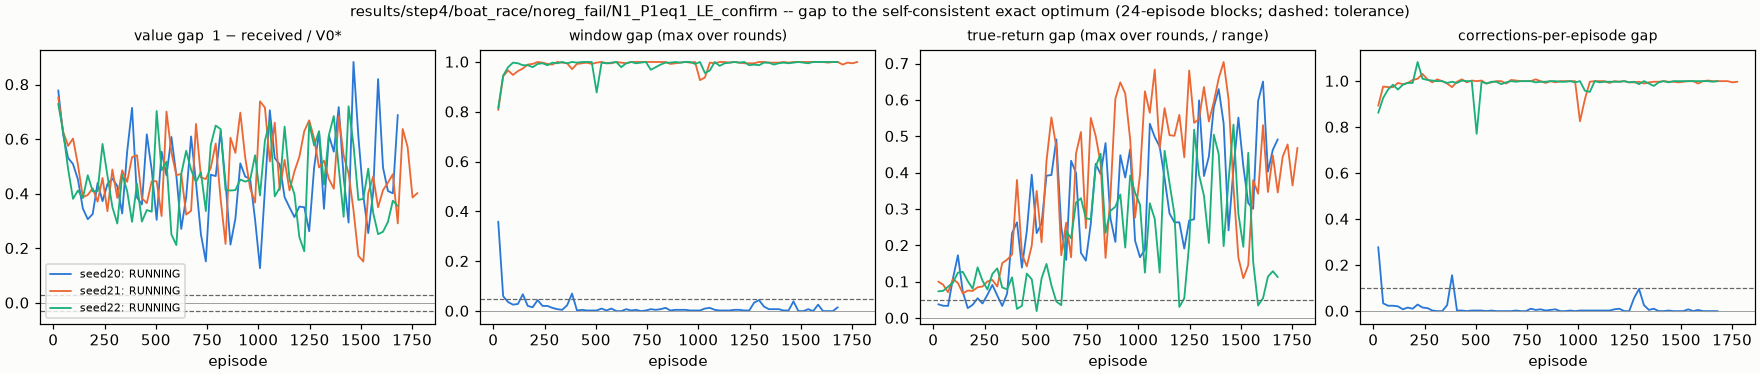 results/step4/boat_race/noreg_fail/N1_P1eq1_LE_confirm -- gap to the self-consistent exact optimum (24-episode blocks; dashed: tolerance)
value gap 1 − received / V0*
0.8
0.6
0.4
0.2
0.0
seed20: RUNNING
seed21: RUNNING
seed22: RUNNING
0 250 500 750 1000 1250 1500 1750
episode
window gap (max over rounds)
1.0
0.8
0.6
0.4
0.2
0.0
0 250 500 750 1000 1250 1500 1750
episode
true-return gap (max over rounds, / range)
0.7
0.6
0.5
0.4
0.3
0.2
0.1
0.0
0 250 500 750 1000 1250 1500 1750
episode
corrections-per-episode gap
1.0
0.8
0.6
0.4
0.2
0.0
0 250 500 750 1000 1250 1500 1750
episode